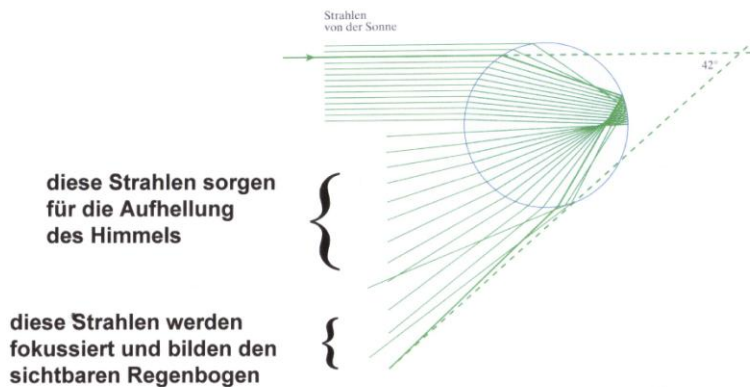 Strahlen
von der Sonne
42°
diese Strahlen sorgen
für die Aufhellung
des Himmels
diese Strahlen werden
fokussiert und bilden den
sichtbaren Regenbogen